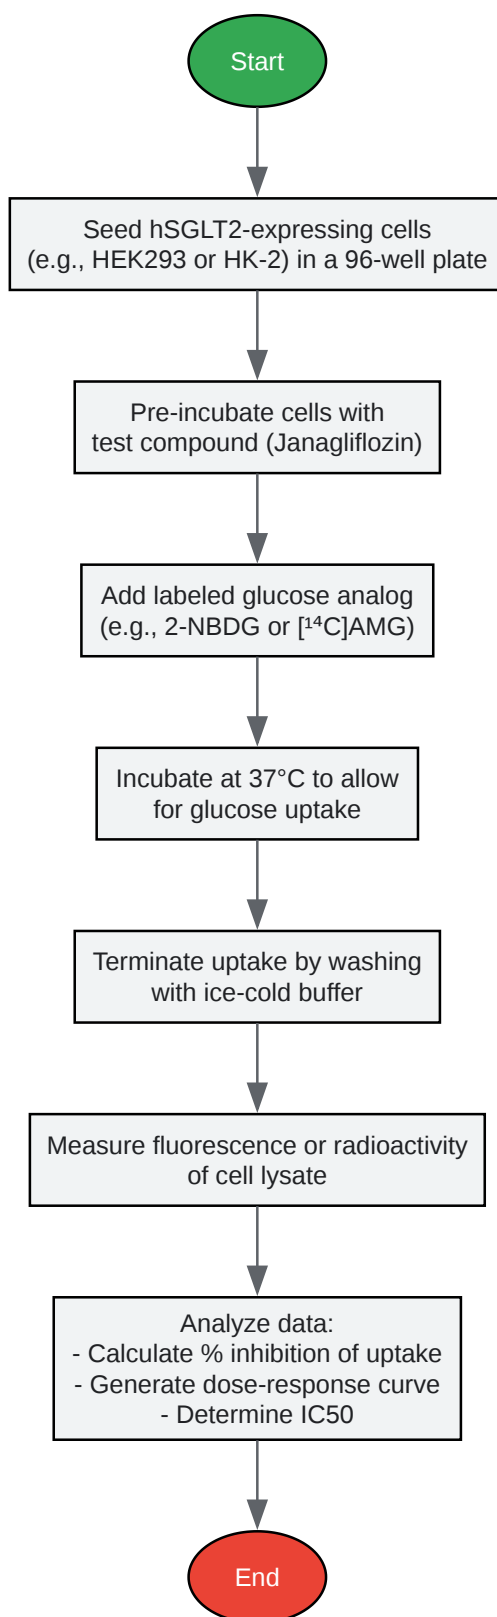 Start
Seed hSGLT2-expressing cells
(e.g., HEK293 or HK-2) in a 96-well plate
Pre-incubate cells with
test compound (Janagliflozin)
Add labeled glucose analog
(e.g., 2-NBDG or [¹⁴C]AMG)
Incubate at 37°C to allow
for glucose uptake
Terminate uptake by washing
with ice-cold buffer
Measure fluorescence or radioactivity
of cell lysate
Analyze data:
- Calculate % inhibition of uptake
- Generate dose-response curve
- Determine IC50
End